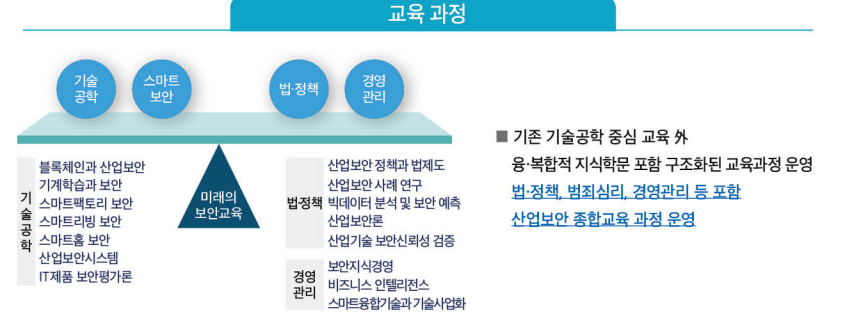 교육 과정
기술
공학
스마트
보안
법·정책
경영
관리
미래의
보안교육
기술공학
블록체인과 산업보안
기계학습과 보안
스마트팩토리 보안
스마트리빙 보안
스마트홈 보안
산업보안시스템
IT제품 보안평가론
법·정책
산업보안 정책과 법제도
산업보안 사례 연구
빅데이터 분석 및 보안 예측
산업보안론
산업기술 보안신뢰성 검증
경영
관리
보안지식경영
비즈니스 인텔리전스
스마트융합기술과 기술사업화
■ 기존 기술공학 중심 교육 外
융·복합적 지식학문 포함 구조화된 교육과정 운영
법·정책, 범죄심리, 경영관리 등 포함
산업보안 종합교육 과정 운영